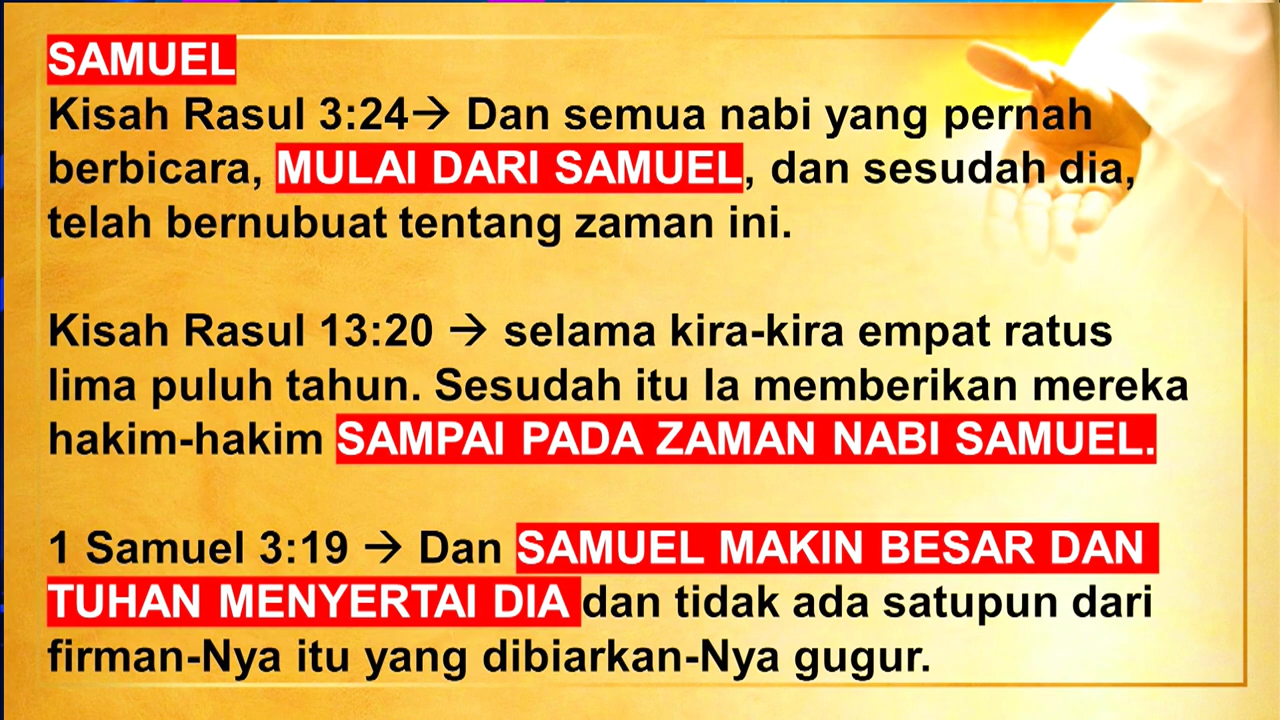 SAMUEL
Kisah Rasul 3:24→ Dan semua nabi yang pernah
berbicara, MULAI DARI SAMUEL, dan sesudah dia,
telah bernubuat tentang zaman ini.
Kisah Rasul 13:20 → selama kira-kira empat ratus
lima puluh tahun. Sesudah itu Ia memberikan mereka
hakim-hakim SAMPAI PADA ZAMAN NABI SAMUEL.
1 Samuel 3:19 → Dan SAMUEL MAKIN BESAR DAN
TUHAN MENYERTAI DIA dan tidak ada satupun dari
firman-Nya itu yang dibiarkan-Nya gugur.